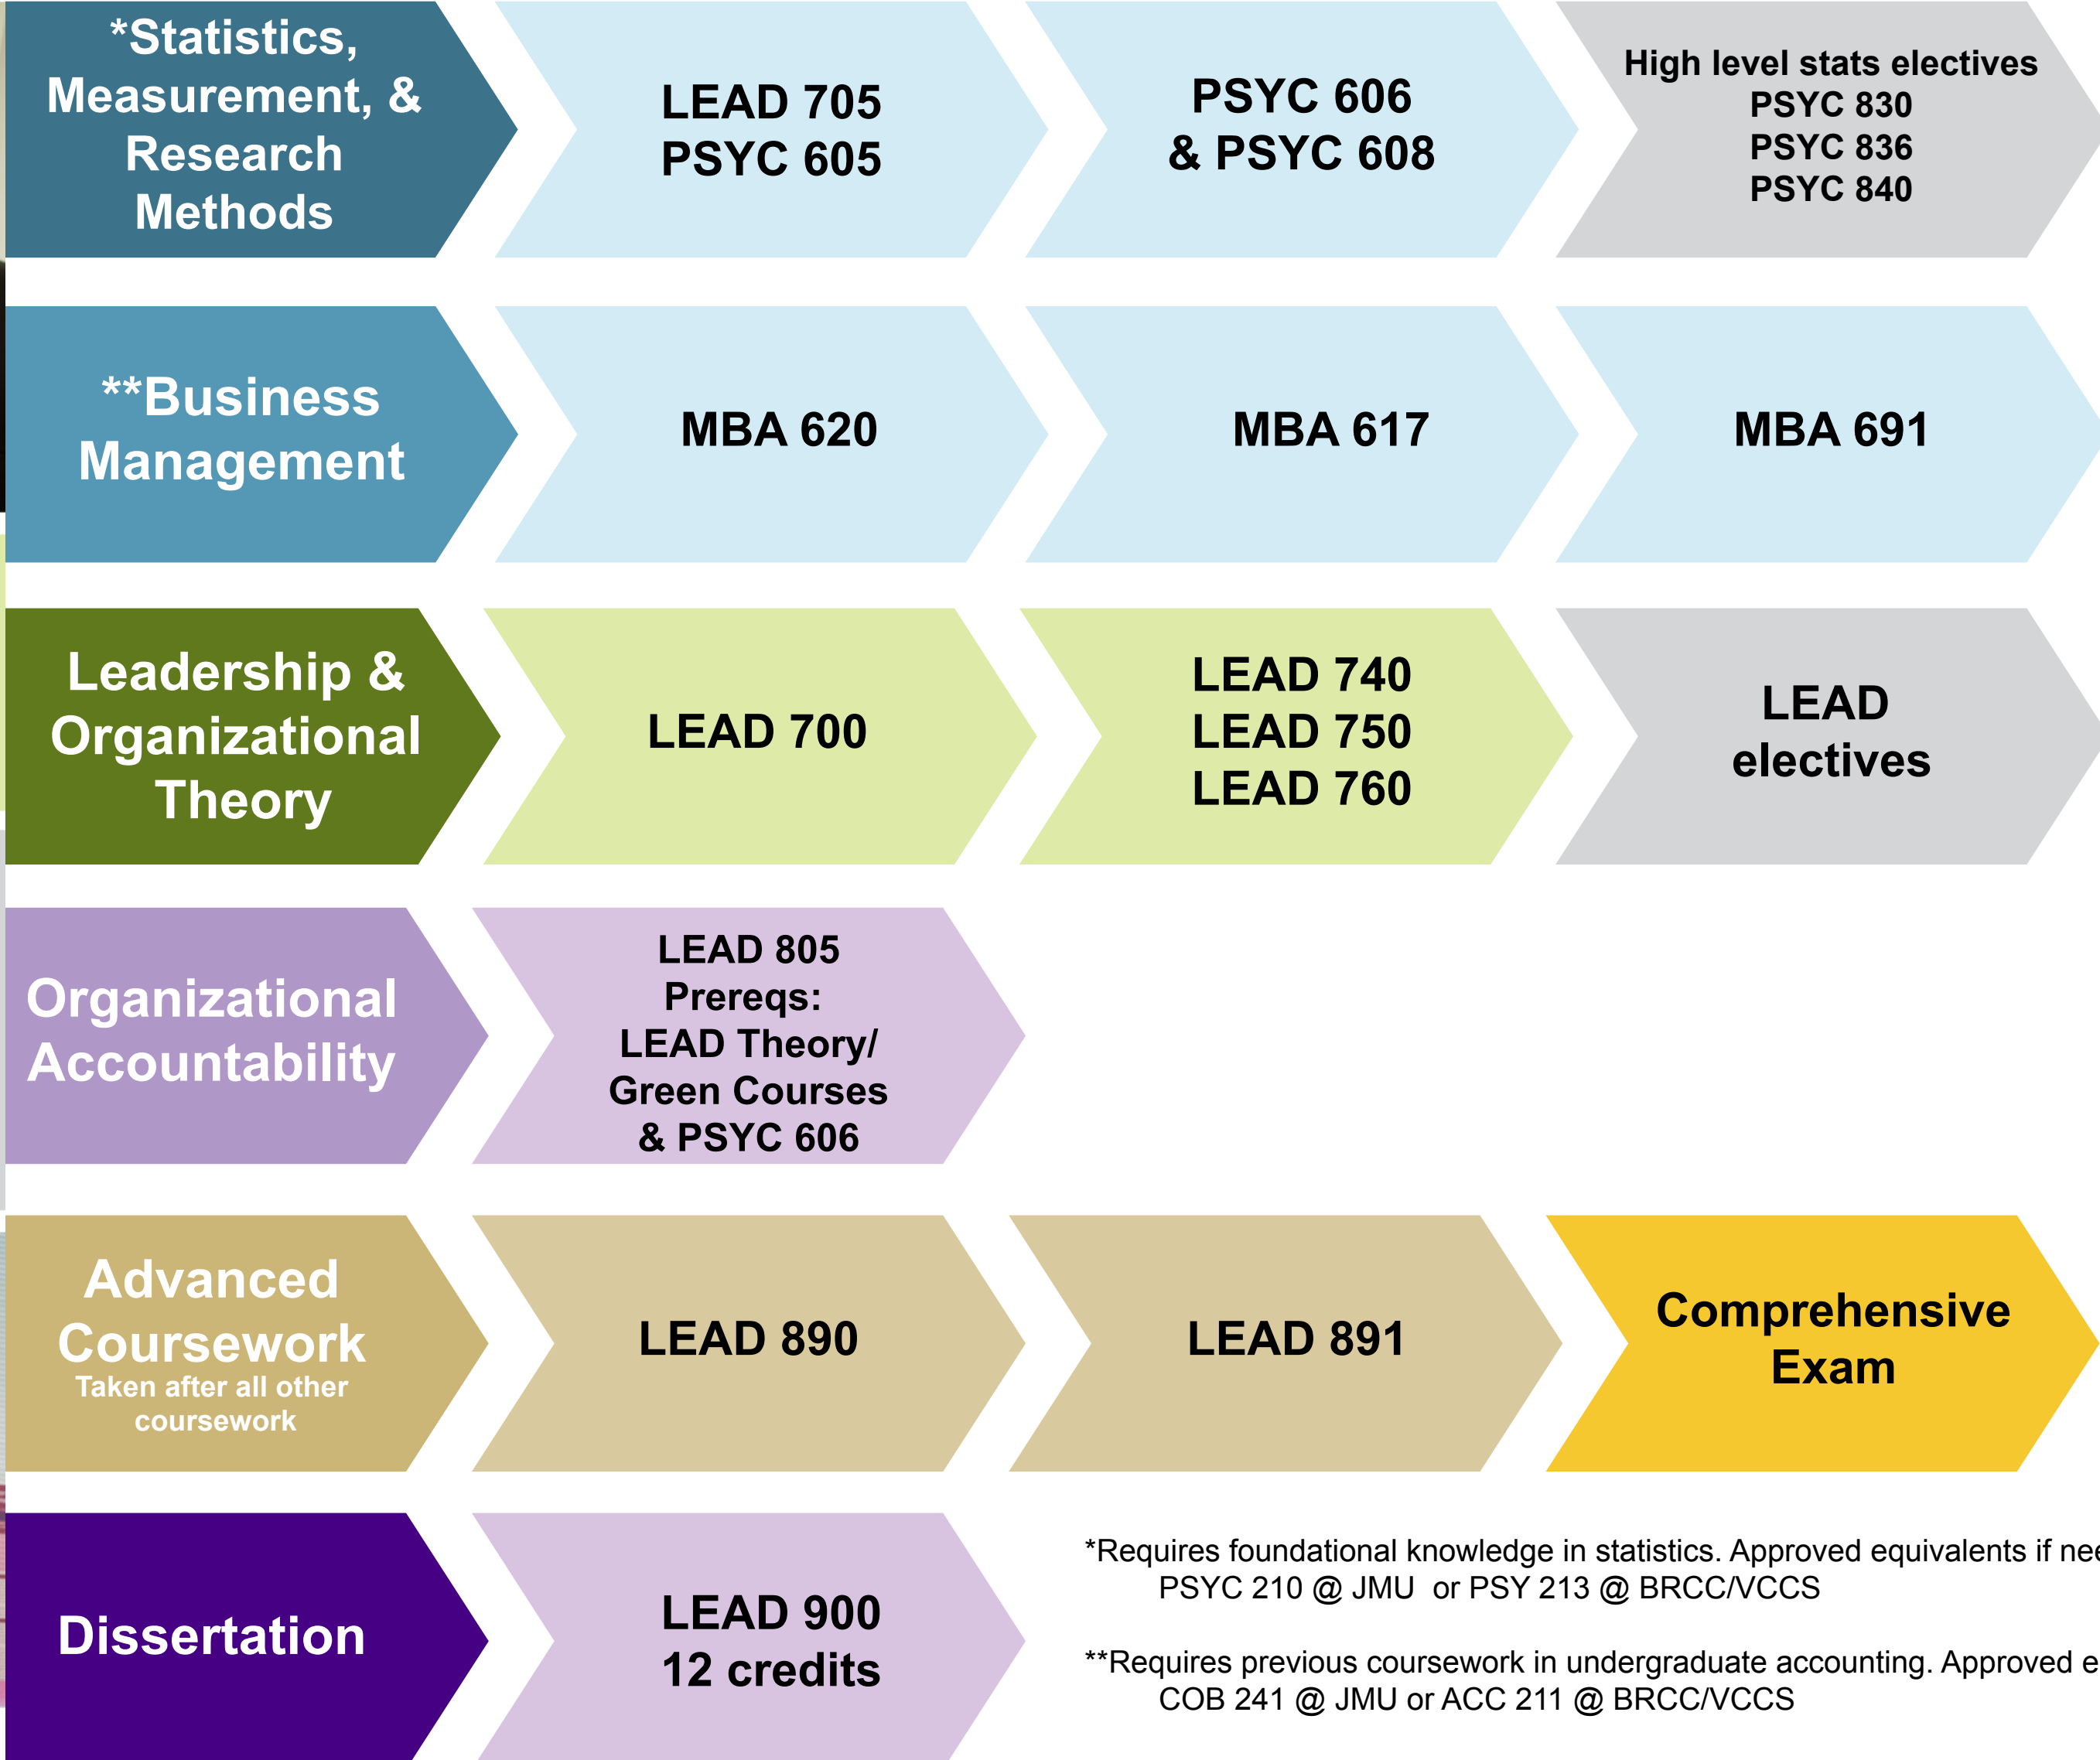 *Statistics,
Measurement, &
Research
Methods
LEAD 705
PSYC 605
PSYC 606
& PSYC 608
High level stats electives
PSYC 830
PSYC 836
PSYC 840
**Business
Management
MBA 620
MBA 617
MBA 691
Leadership &
Organizational
Theory
LEAD 700
LEAD 740
LEAD 750
LEAD 760
LEAD
electives
Organizational
Accountability
LEAD 805
Prereqs:
LEAD Theory/
Green Courses
& PSYC 606
Advanced
Coursework
Taken after all other
coursework
LEAD 890
LEAD 891
Comprehensive
Exam
Dissertation
LEAD 900
12 credits
*Requires foundational knowledge in statistics. Approved equivalents if
PSYC 210 @ JMU or PSY 213 @ BRCC/VCCS
**Requires previous coursework in undergraduate accounting. Approved
COB 241 @ JMU or ACC 211 @ BRCC/VCCS